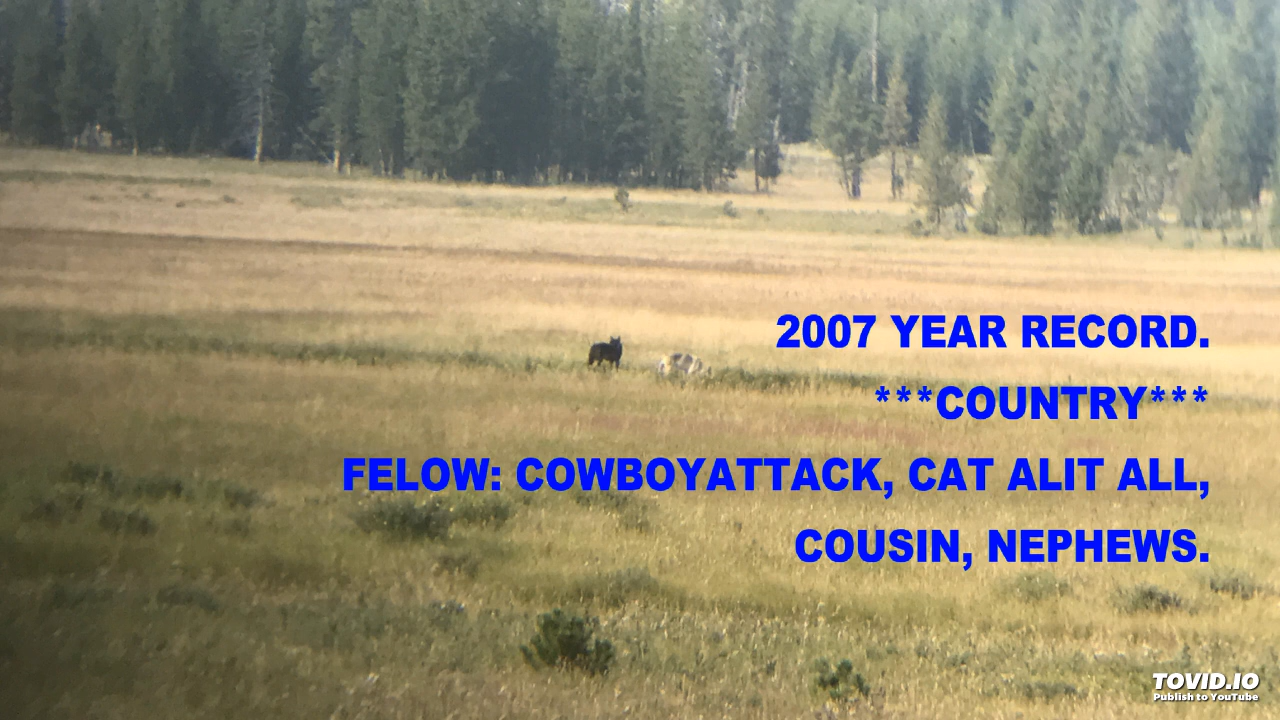 2007 YEAR RECORD.
***COUNTRY***
FELOW: COWBOYATTACK, CAT ALIT ALL,
COUSIN, NEPHEWS.
TOVID.IO
Publish to YouTube